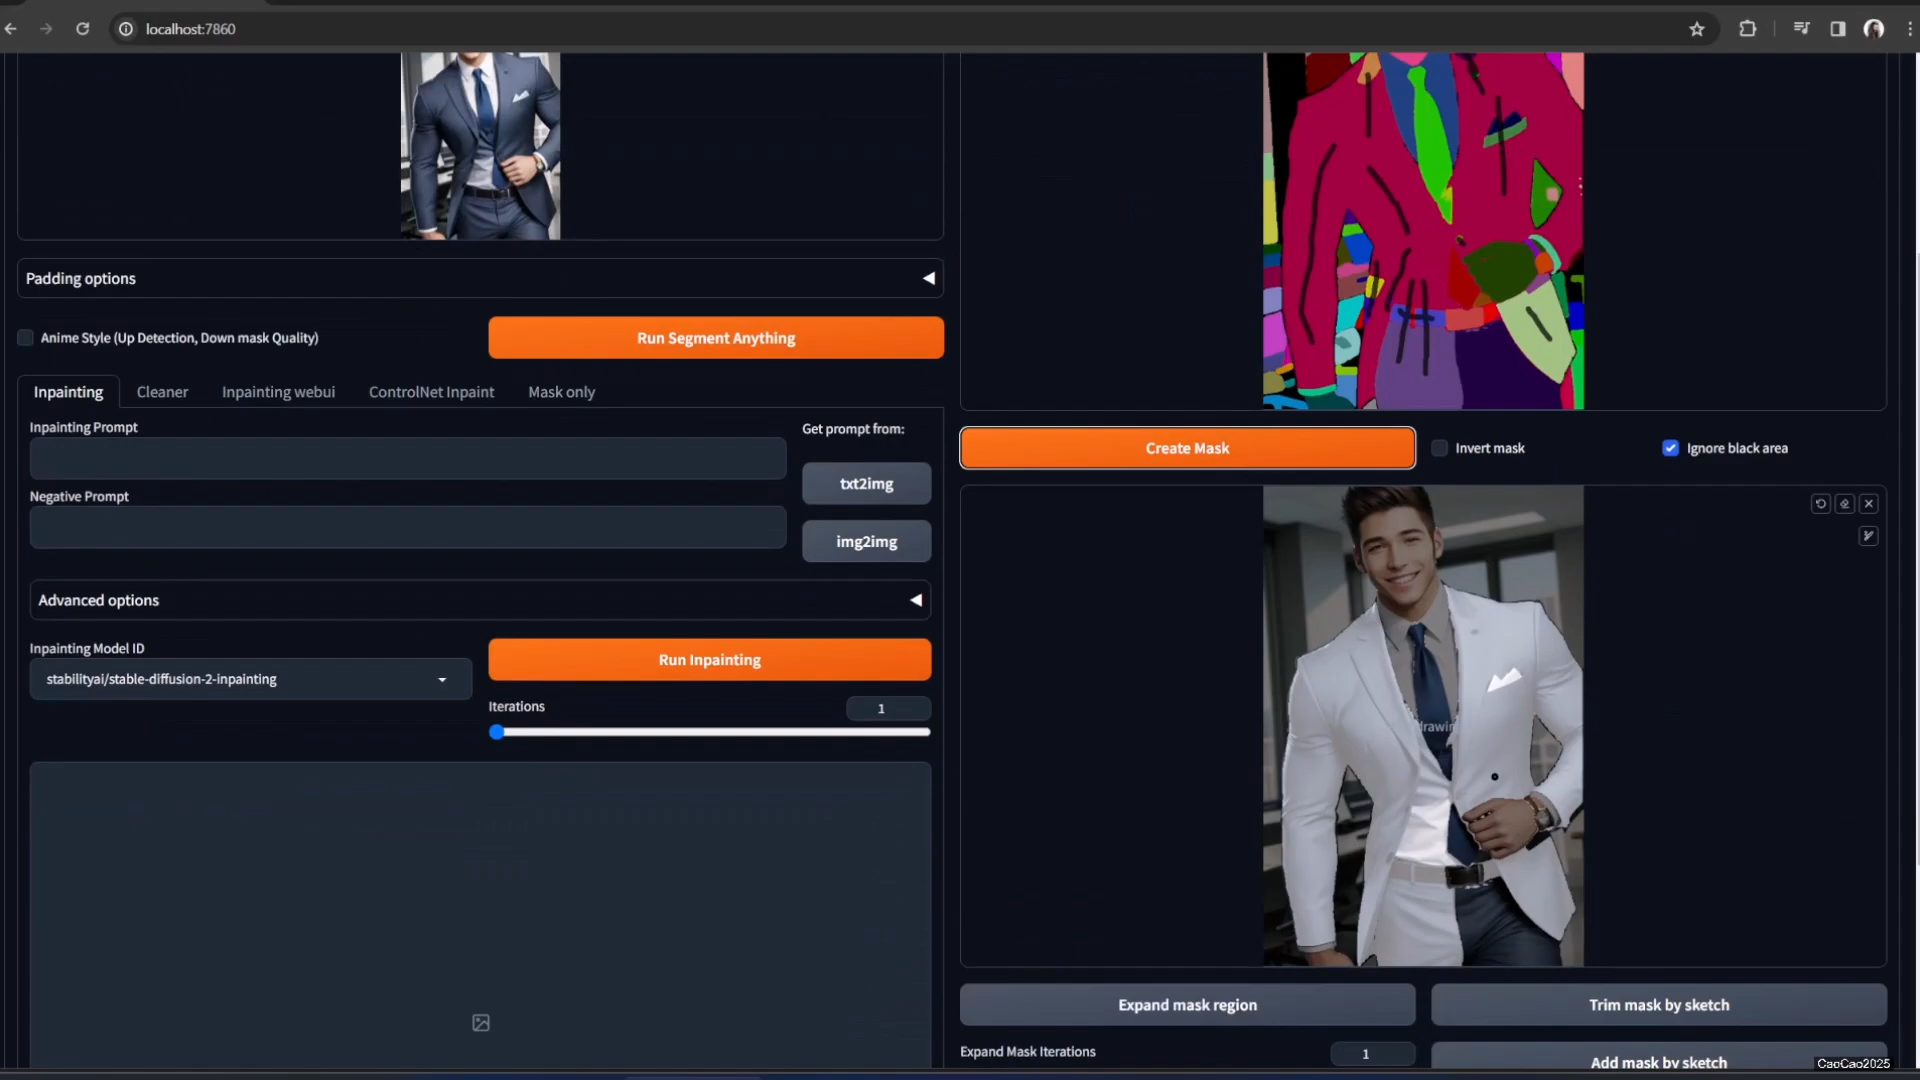 localhost:7860
Padding options
Anime Style (Up Detection, Down mask Quality)
Run Segment Anything
Inpainting
Cleaner
Inpainting webui
ControlNet Inpaint
Mask only
Inpainting Prompt
Get prompt from:
txt2img
Negative Prompt
img2img
Advanced options
Inpainting Model ID
stabilityai/stable-diffusion-2-inpainting
Run Inpainting
Iterations
1
Create Mask
Invert mask
Ignore black area
Expand mask region
Trim mask by sketch
Expand Mask Iterations
1
Add mask by sketch
CaoCao2025